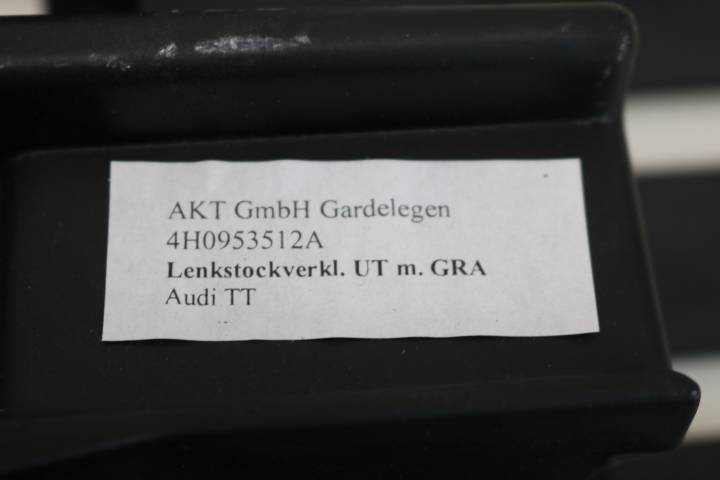 AKT GmbH Gardelegen
4H0953512A
Lenkstockverkl. UT m. GRA
Audi TT